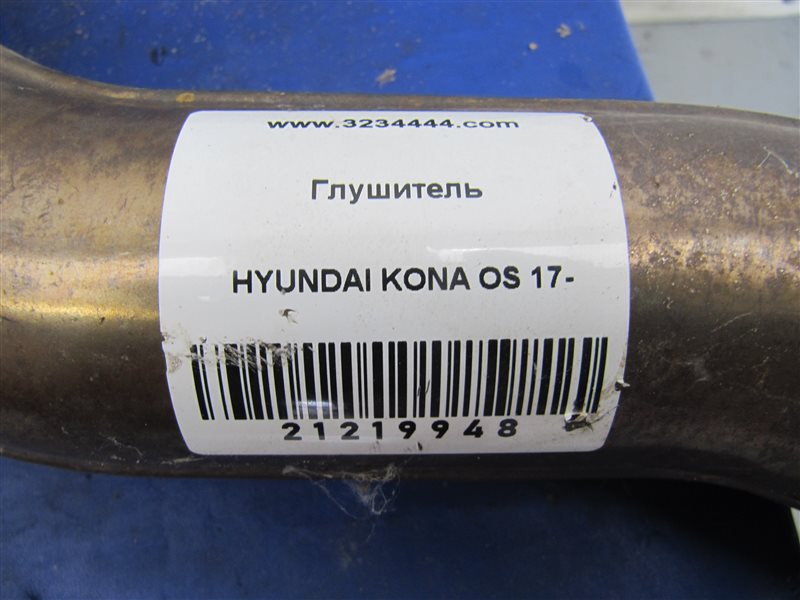 www.3234444.com
Глушитель
HYUNDAI KONA OS 17-
21219948